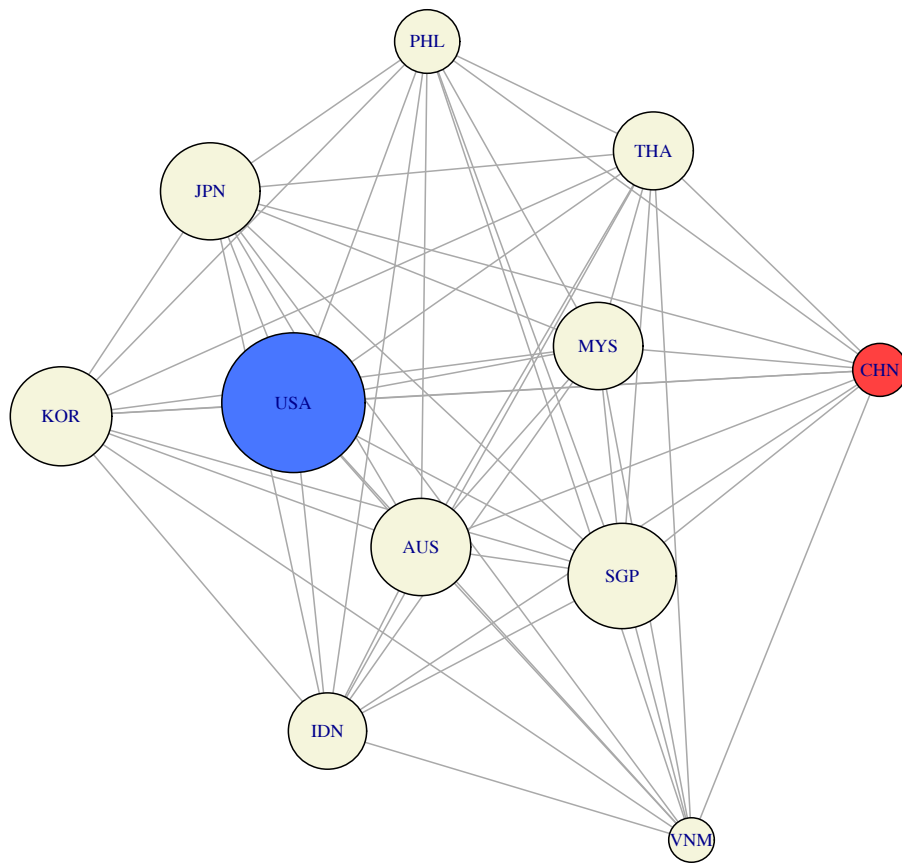 PHL
THA
JPN
MYS
CHN
USA
KOR
AUS
SGP
IDN
VNM